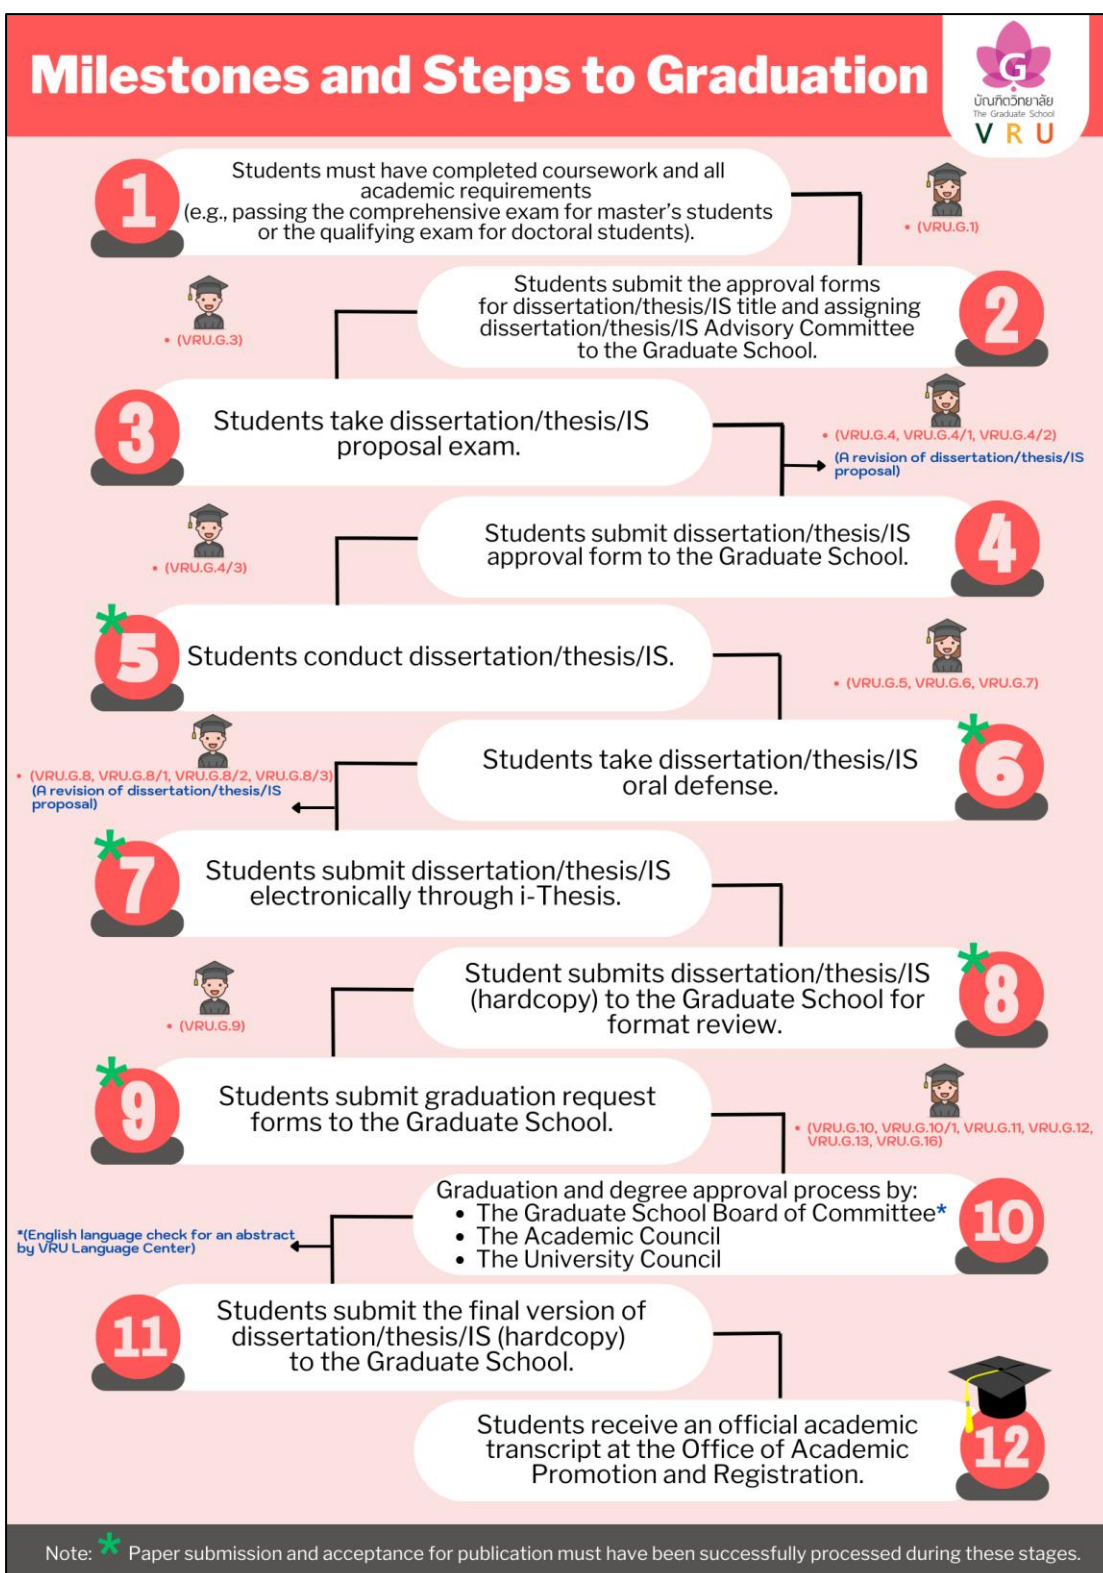 Milestones and Steps to Graduation
G
บัณฑิตวิทยาลัย
The Graduate School
V R U
1
Students must have completed coursework and all
academic requirements
(e.g., passing the comprehensive exam for master's students
or the qualifying exam for doctoral students).
• (VRU.G.1)
2
Students submit the approval forms
for dissertation/thesis/IS title and assigning
dissertation/thesis/IS Advisory Committee
to the Graduate School.
• (VRU.G.3)
3
Students take dissertation/thesis/IS
proposal exam.
• (VRU.G.4, VRU.G.4/1, VRU.G.4/2)
(A revision of dissertation/thesis/IS
proposal)
4
Students submit dissertation/thesis/IS
approval form to the Graduate School.
• (VRU.G.4/3)
*
5
Students conduct dissertation/thesis/IS.
• (VRU.G.5, VRU.G.6, VRU.G.7)
*
6
Students take dissertation/thesis/IS
oral defense.
• (VRU.G.8, VRU.G.8/1, VRU.G.8/2, VRU.G.8/3)
(A revision of dissertation/thesis/IS
proposal)
*
7
Students submit dissertation/thesis/IS
electronically through i-Thesis.
*
8
Student submits dissertation/thesis/IS
(hardcopy) to the Graduate School for
format review.
• (VRU.G.9)
*
9
Students submit graduation request
forms to the Graduate School.
• (VRU.G.10, VRU.G.10/1, VRU.G.11, VRU.G.12,
VRU.G.13, VRU.G.16)
10
Graduation and degree approval process by:
• The Graduate School Board of Committee*
• The Academic Council
• The University Council
*(English language check for an abstract
by VRU Language Center)
11
Students submit the final version of
dissertation/thesis/IS (hardcopy)
to the Graduate School.
12
Students receive an official academic
transcript at the Office of Academic
Promotion and Registration.
Note: * Paper submission and acceptance for publication must have been successfully processed during these stages.